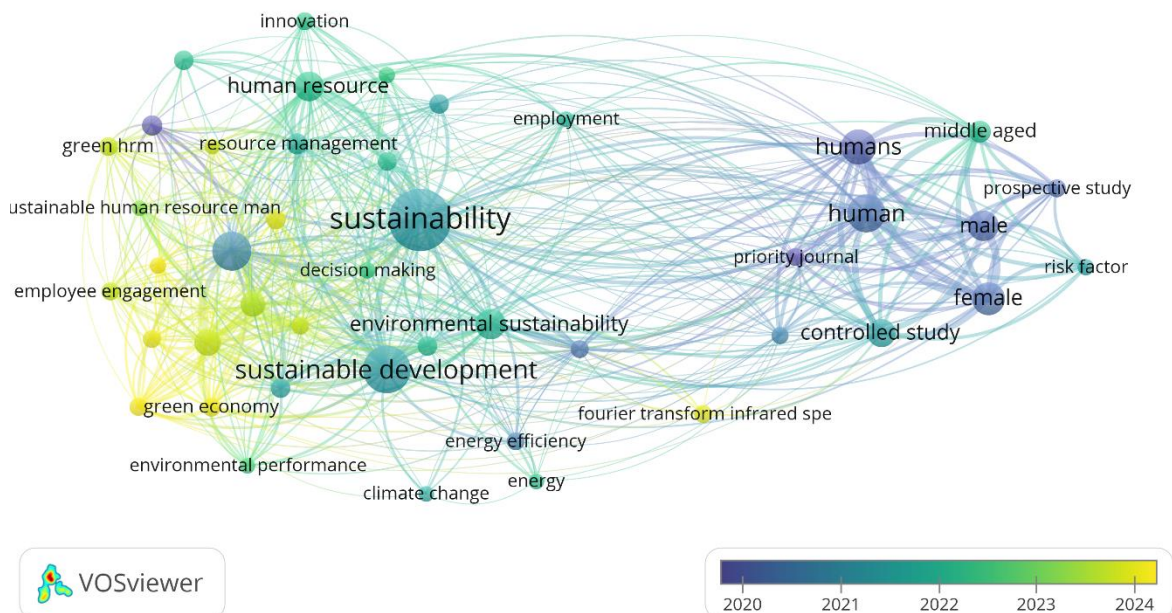 innovation
human resource
employment
middle aged
green hrm
resource management
humans
prospective study
ustainable human resource man
sustainability
human
male
decision making
priority journal
risk factor
employee engagement
female
environmental sustainability
controlled study
sustainable development
green economy
fourier transform infrared spe
energy efficiency
environmental performance
climate change
energy
VOSviewer
2020 2021 2022 2023 2024